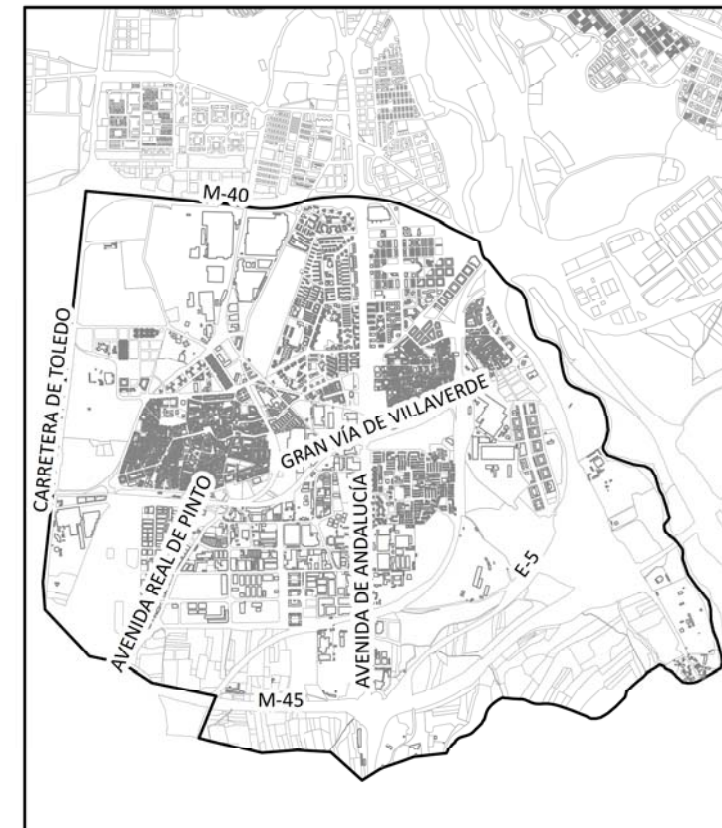 M-40
CARRETERA DE TOLEDO
GRAN VÍA DE VILLAVERDE
AVENIDA REAL DE PINTO
AVENIDA DE ANDALUCÍA
E-5
M-45